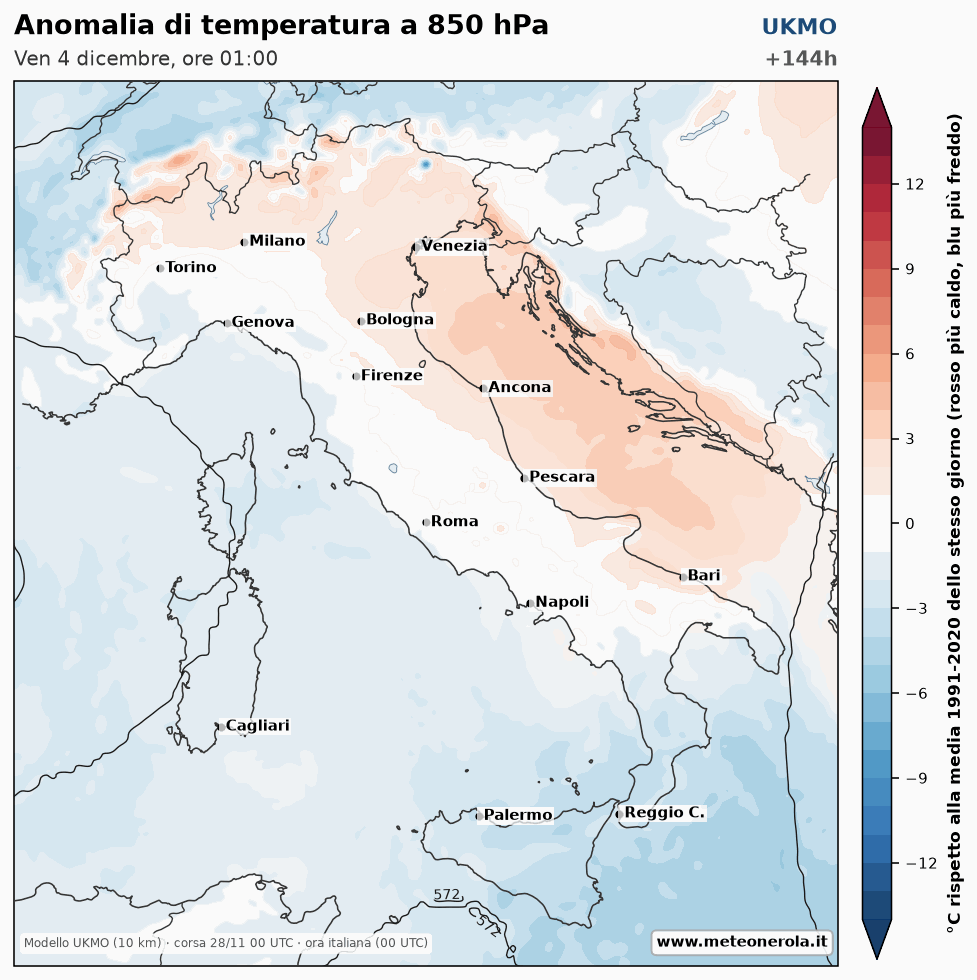 Anomalia di temperatura a 850 hPa
UKMO
Ven 4 dicembre, ore 01:00
+144h
Milano
Venezia
Torino
Genova
Bologna
Firenze
Ancona
Pescara
Roma
Bari
Napoli
Cagliari
Palermo
Reggio C.
572
572
Modello UKMO (10 km) · corsa 28/11 00 UTC · ora italiana (00 UTC)
www.meteonerola.it
12
9
6
3
0
−3
−6
−9
−12
°C rispetto alla media 1991-2020 dello stesso giorno (rosso più caldo, blu più freddo)